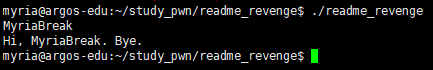 myria@argos-edu:~/study_pwn/readme_revenge$ ./readme_revenge
MyriaBreak
Hi, MyriaBreak. Bye.
myria@argos-edu:~/study_pwn/readme_revenge$